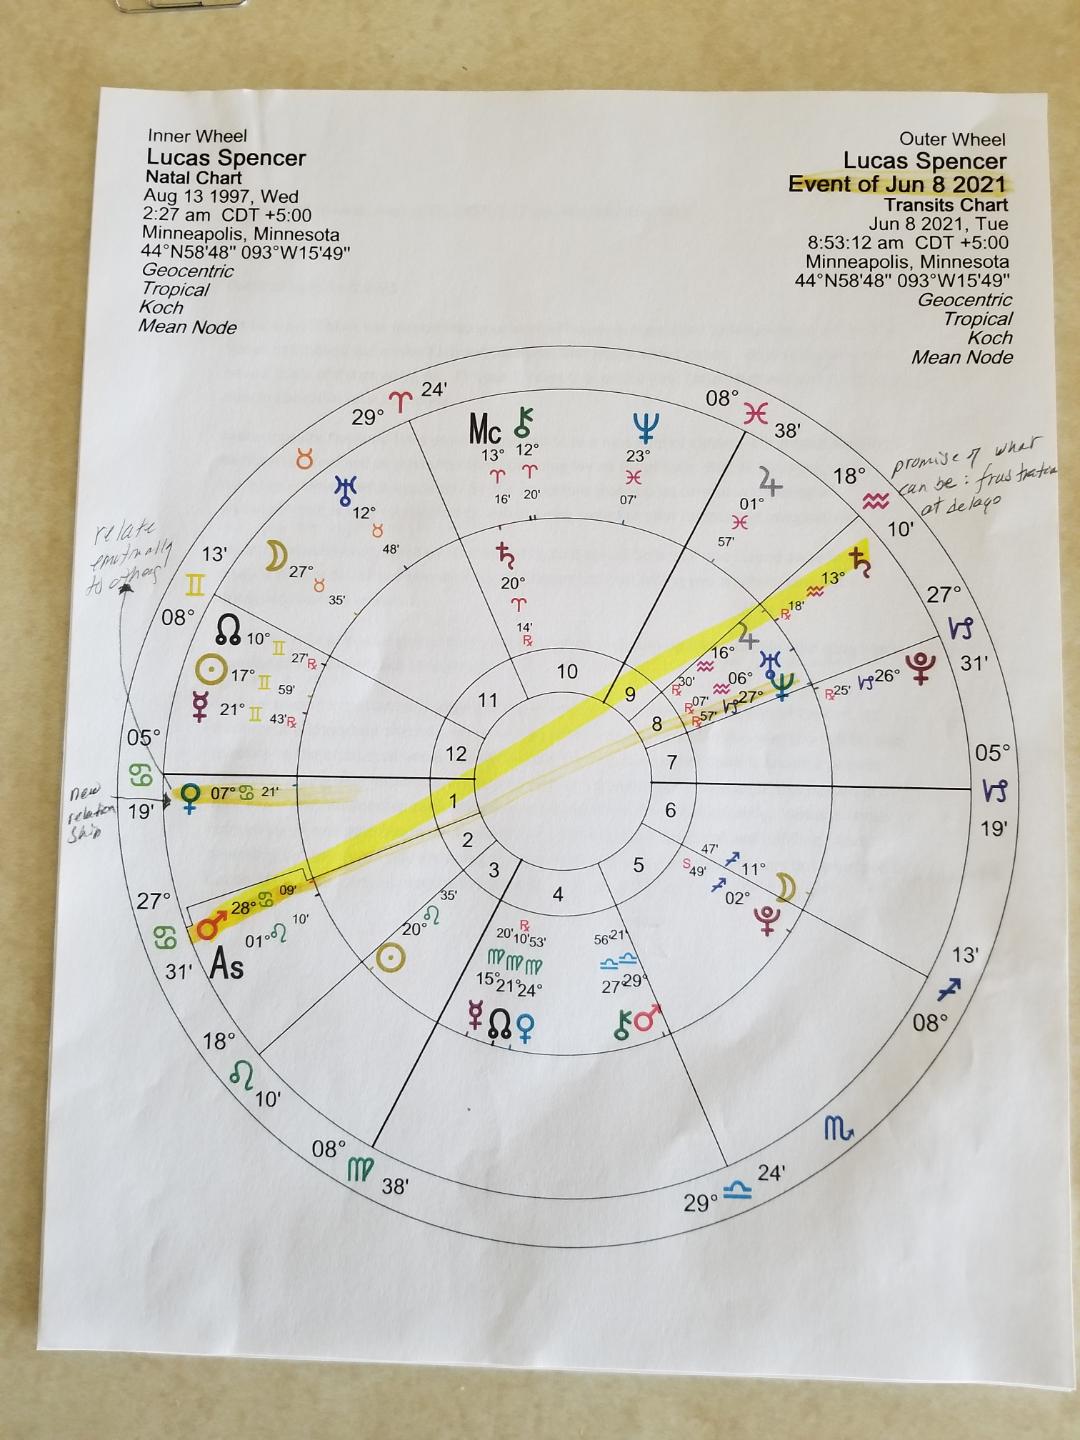 Inner Wheel
Lucas Spencer
Natal Chart
Aug 13 1997, Wed
2:27 am CDT +5:00
Minneapolis, Minnesota
44°N58'48" 093°W15'49"
Geocentric
Tropical
Koch
Mean Node
Outer Wheel
Lucas Spencer
Event of Jun 8 2021
Transits Chart
Jun 8 2021, Tue
8:53:12 am CDT +5:00
Minneapolis, Minnesota
44°N58'48" 093°W15'49"
Geocentric
Tropical
Koch
Mean Node
29° ♈ 24'
08° ♓ 38'
18° ♒ 10'
27° ♑ 31'
05° ♑ 19'
13' ♐ 08°
♏
29° ♎ 24'
08° ♍ 38'
18° ♌ 10'
27° ♋ 31'
05° ♋ 19'
13' ♊ 08°
♉
promise of what
can be: frustration
at delays
relate
emotionally
to others
new
relation
ship
Mc 13° ♈ 16'
⚷ 12° ♈ 20'
♆ 23° ♓ 07'
♃ 01° ♓ 57'
♄ 13° ♒ 18' ℞
♇ 26° ♑ 25' ℞
♅ 12° ♉ 48'
☽ 27° ♉ 35'
☊ 10° ♊ 27' ℞
☉ 17° ♊ 59'
☿ 21° ♊ 43' ℞
♀ 07° ♋ 21'
♂ 28° ♋ 09'
As 01° ♌ 10'
♄ 20° ♈ 14' ℞
♃ 16° ♒ 30' ℞
♅ 06° ♒ 07' ℞
♆ 27° ♑ 57' ℞
☽ 11° ♐ 47'
♇ 02° ♐ 49' S
♂ 29° ♎ 21'
⚷ 27° ♎ 56'
♀ 24° ♍ 53'
☊ 21° ♍ 10' ℞
☿ 15° ♍ 20'
☉ 20° ♌ 35'
1
2
3
4
5
6
7
8
9
10
11
12